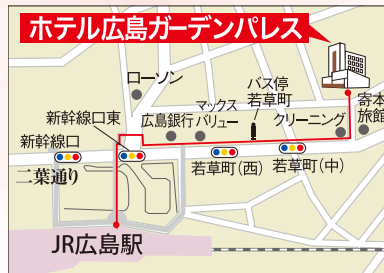 ホテル広島ガーデンパレス
ローソン
バス停
若草町
新幹線口東
広島銀行
マックス
バリュー
クリーニング
寄本
医院
新幹線口
二葉通り
若草町(西)
若草町(中)
JR広島駅